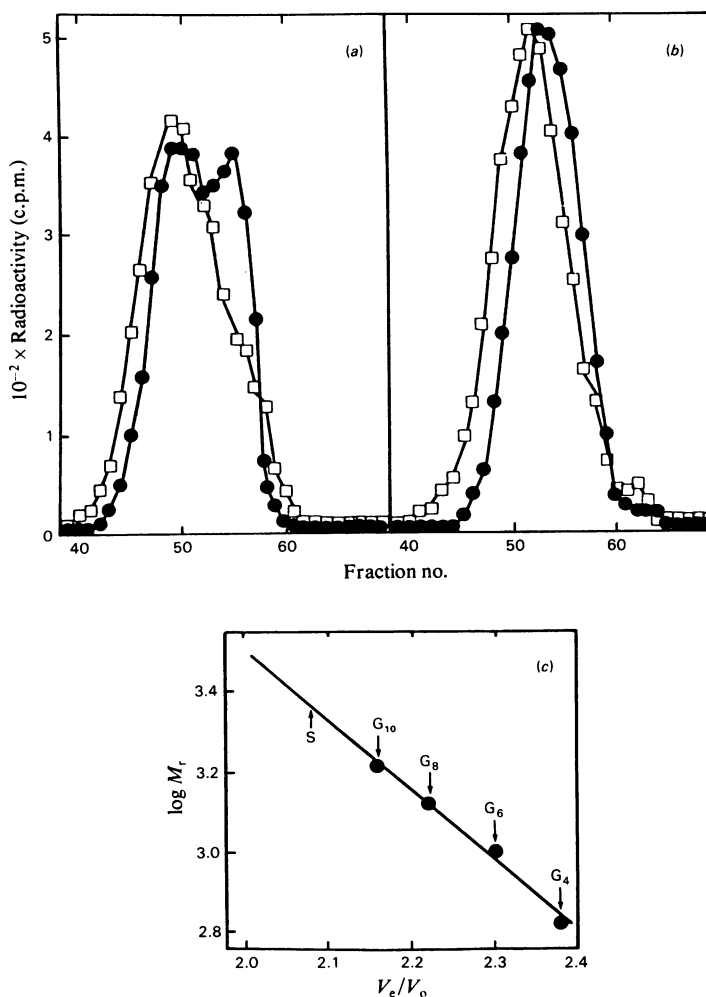 (a)
(b)
5
4
3
2
1
0
10⁻² × Radioactivity (c.p.m.)
40
50
60
40
50
60
Fraction no.
(c)
3.4
3.2
3.0
2.8
log Mᵣ
S
G₁₀
G₈
G₆
G₄
2.0
2.1
2.2
2.3
2.4
Vₑ/Vₒ